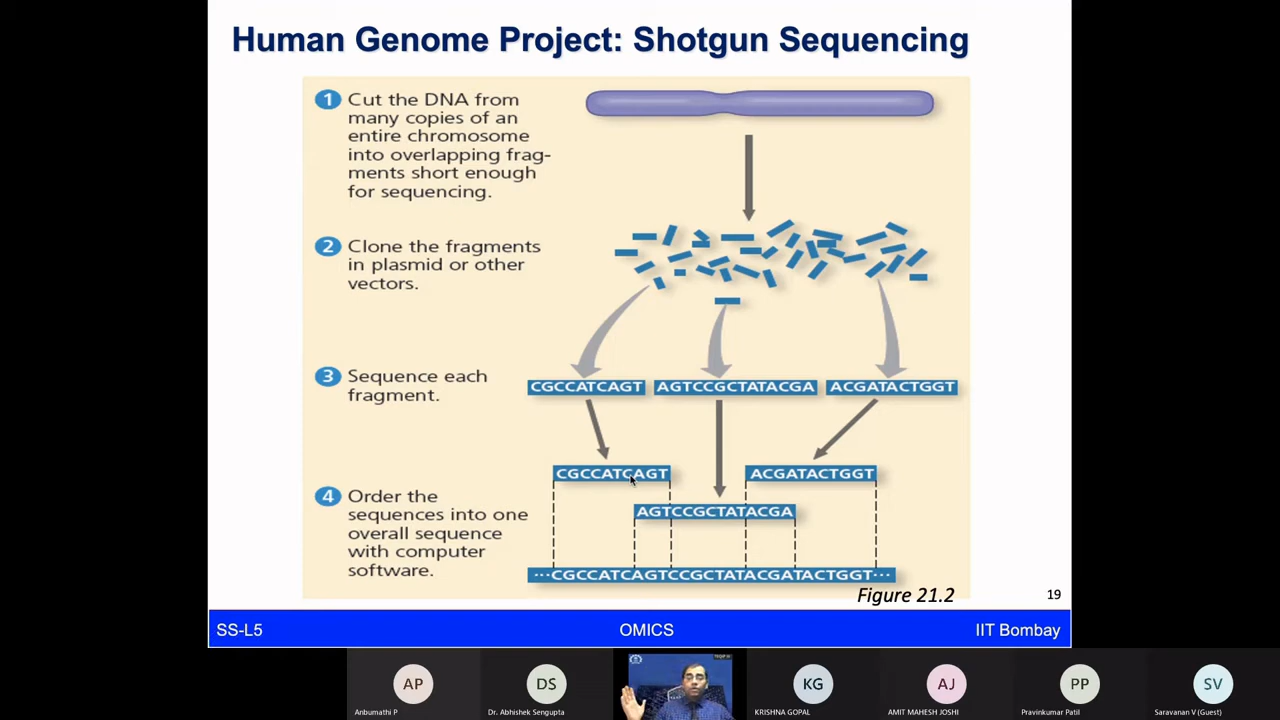 Human Genome Project: Shotgun Sequencing
1 Cut the DNA from
many copies of an
entire chromosome
into overlapping frag-
ments short enough
for sequencing.
2 Clone the fragments
in plasmid or other
vectors.
3 Sequence each
fragment.
CGCCATCAGT AGTCCGCTATACGA ACGATACTGGT
CGCCATCAGT ACGATACTGGT
AGTCCGCTATACGA
4 Order the
sequences into one
overall sequence
with computer
software.
···CGCCATCAGTCCGCTATACGATACTGGT···
Figure 21.2
19
SS-L5 OMICS IIT Bombay
AP DS KG AJ PP SV
Anbumathi P Dr. Abhishek Sengupta KRISHNA GOPAL AMIT MAHESH JOSHI Pravinkumar Patil Saravanan V (Guest)